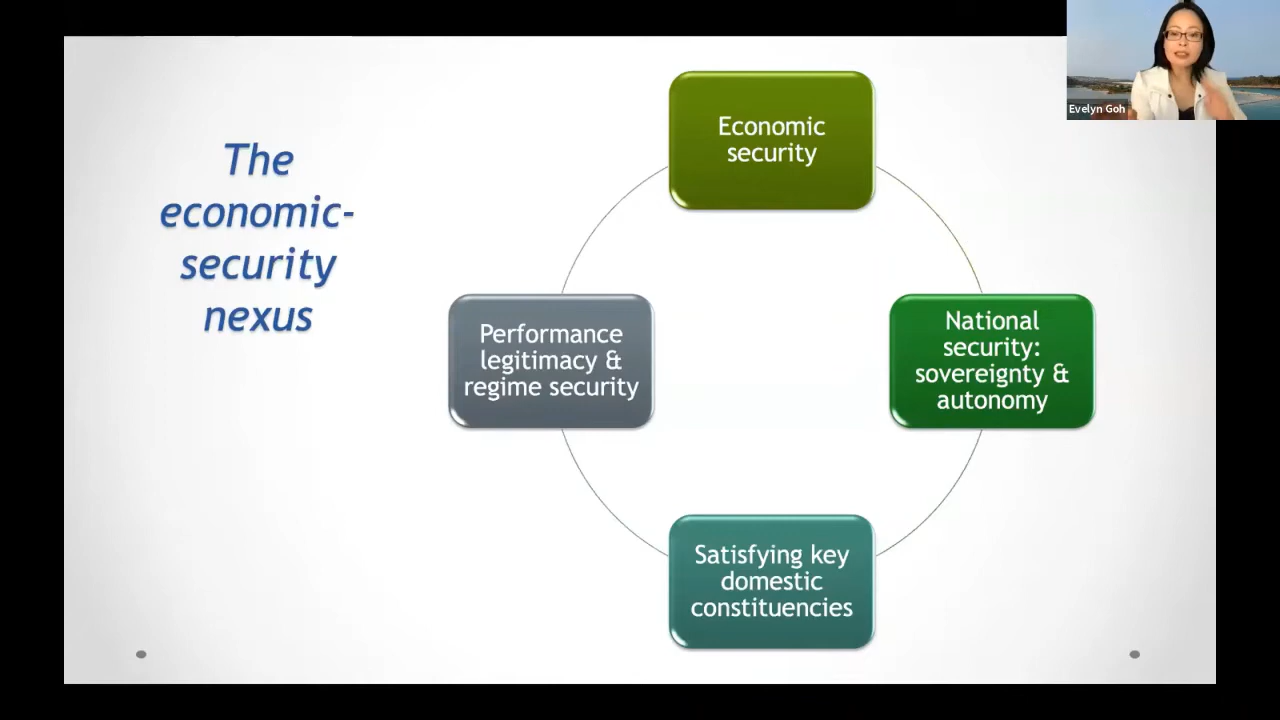 The
economic-
security
nexus
Economic
security
National
security:
sovereignty &
autonomy
Satisfying key
domestic
constituencies
Performance
legitimacy &
regime security
Evelyn Goh